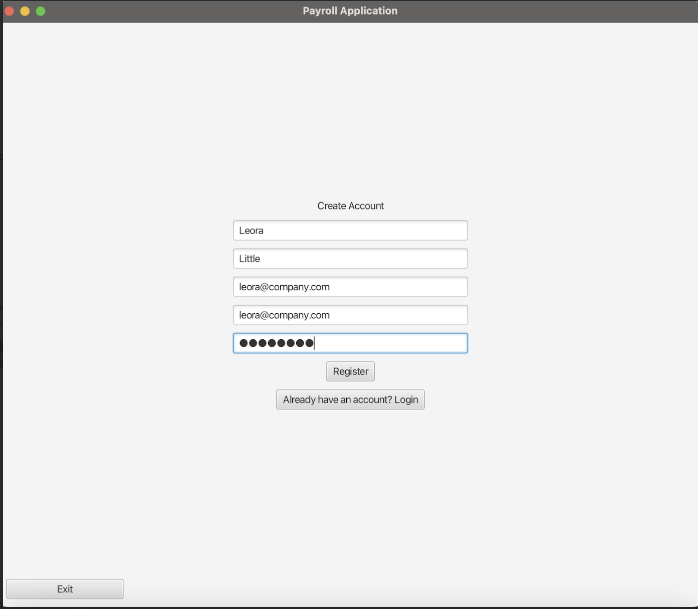 Payroll Application
Create Account
Leora
Little
leora@company.com
leora@company.com
●●●●●●●●
Register
Already have an account? Login
Exit